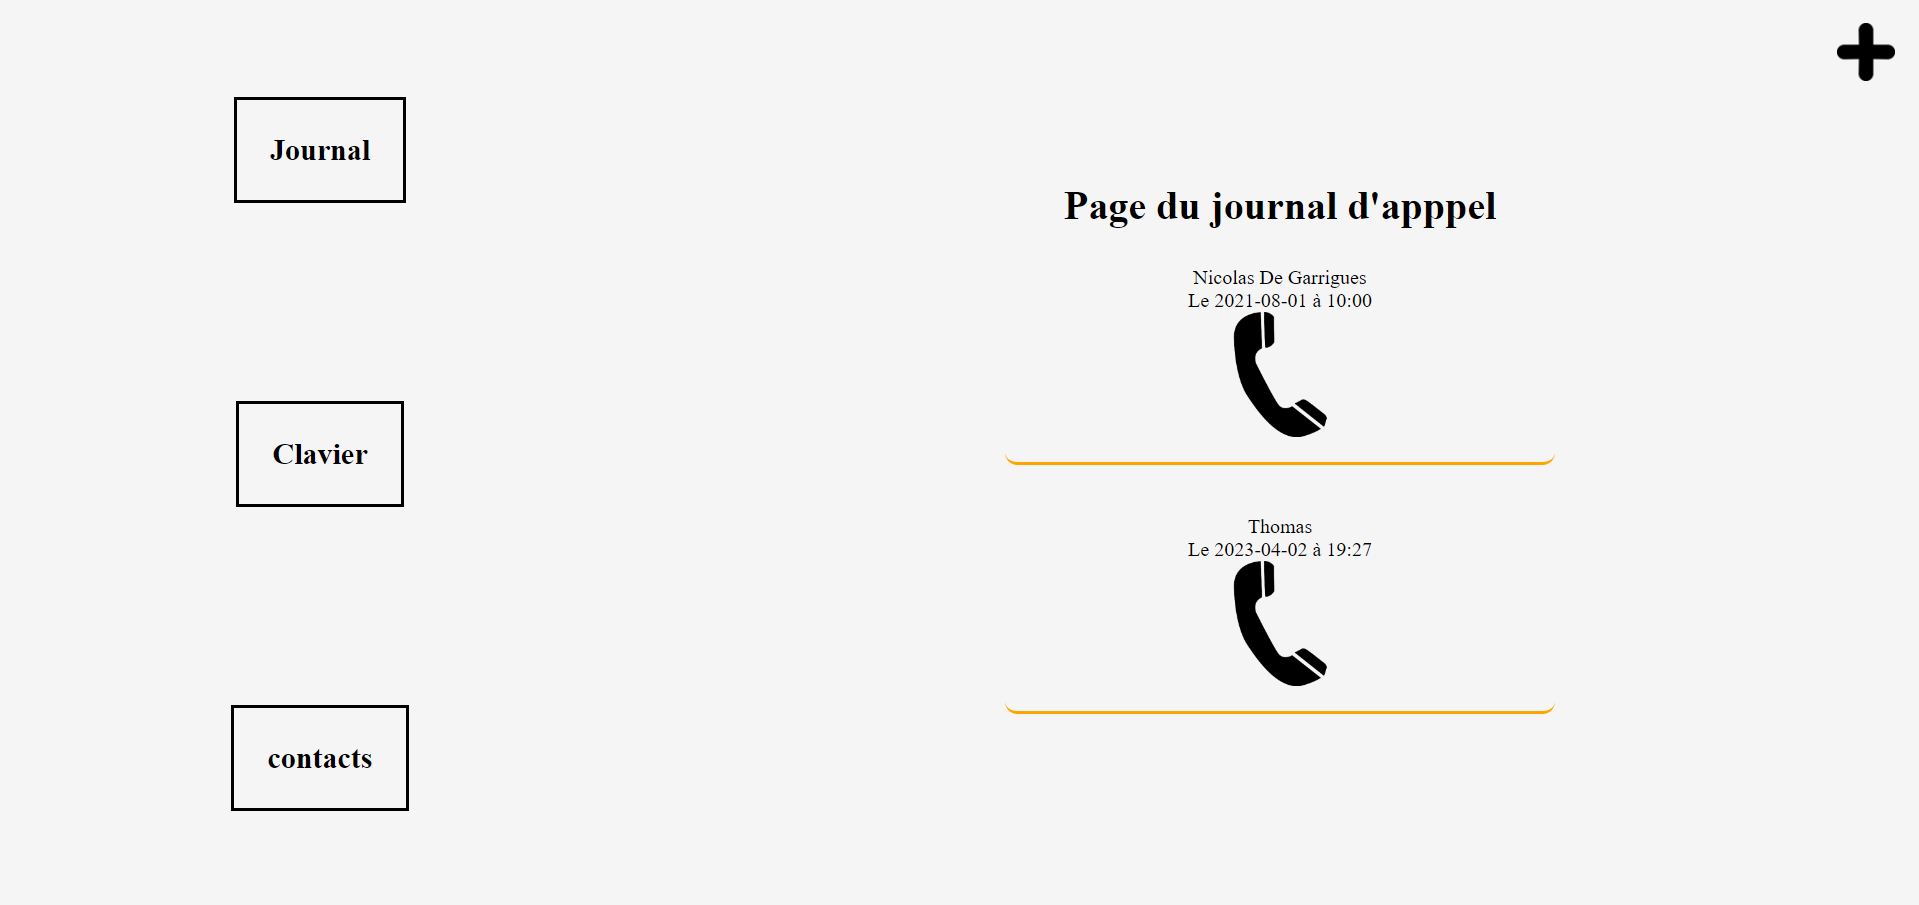 Journal
Clavier
contacts
Page du journal d'apppel
Nicolas De Garrigues
Le 2021-08-01 à 10:00
Thomas
Le 2023-04-02 à 19:27